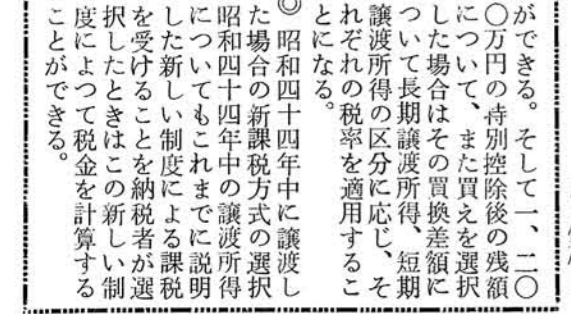 ができる。そして一、二〇
〇万円の特別控除後の残額
について、また買えを選択
した場合はその買換差額に
ついて長期譲渡所得、短期
譲渡所得の区分に応じ、そ
れぞれの税率を適用するこ
とになる。
◎ 昭和四十四年中に譲渡し
た場合の新課税方式の選択
昭和四十四年中の譲渡所得
についてもこれまでに説明
した新しい制度による課税
を受けることを納税者が選
択したときはこの新しい制
度によつて税金を計算する
ことができる。